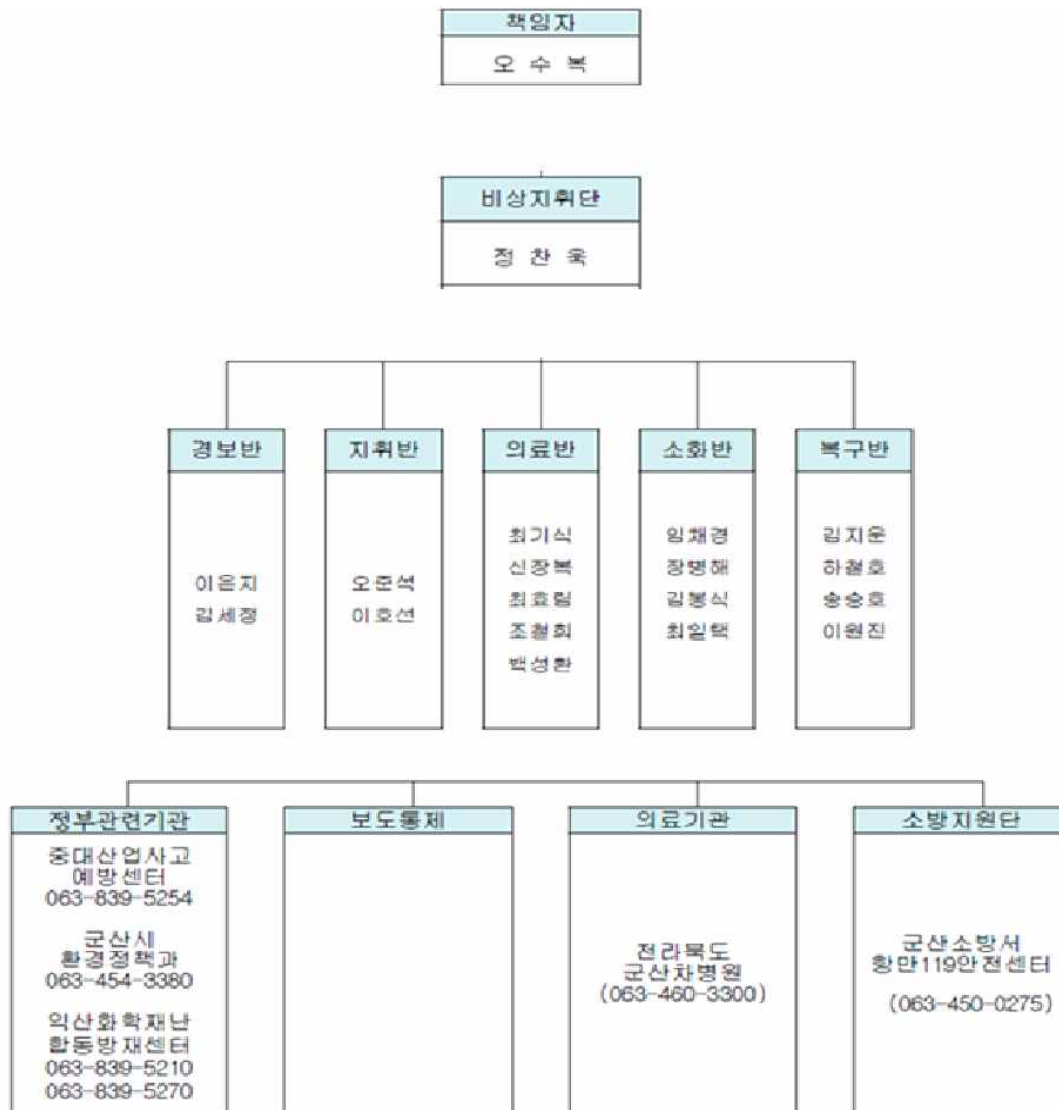 책임자
오 수 복
비상지휘단
정 찬 욱
경보반
지휘반
의료반
소화반
복구반
이은지
김세정
오준석
이호선
최기식
신장복
최효림
조철희
백성환
임채경
장병해
김봉식
최일택
김지운
하철호
송승호
이원진
정부관련기관
보도통제
의료기관
소방지원단
중대산업사고
예방센터
063-839-5254
군산시
환경정책과
063-454-3380
익산화학재난
합동방재센터
063-839-5210
063-839-5270
전라북도
군산차병원
(063-460-3300)
군산소방서
항만119안전센터
(063-450-0275)